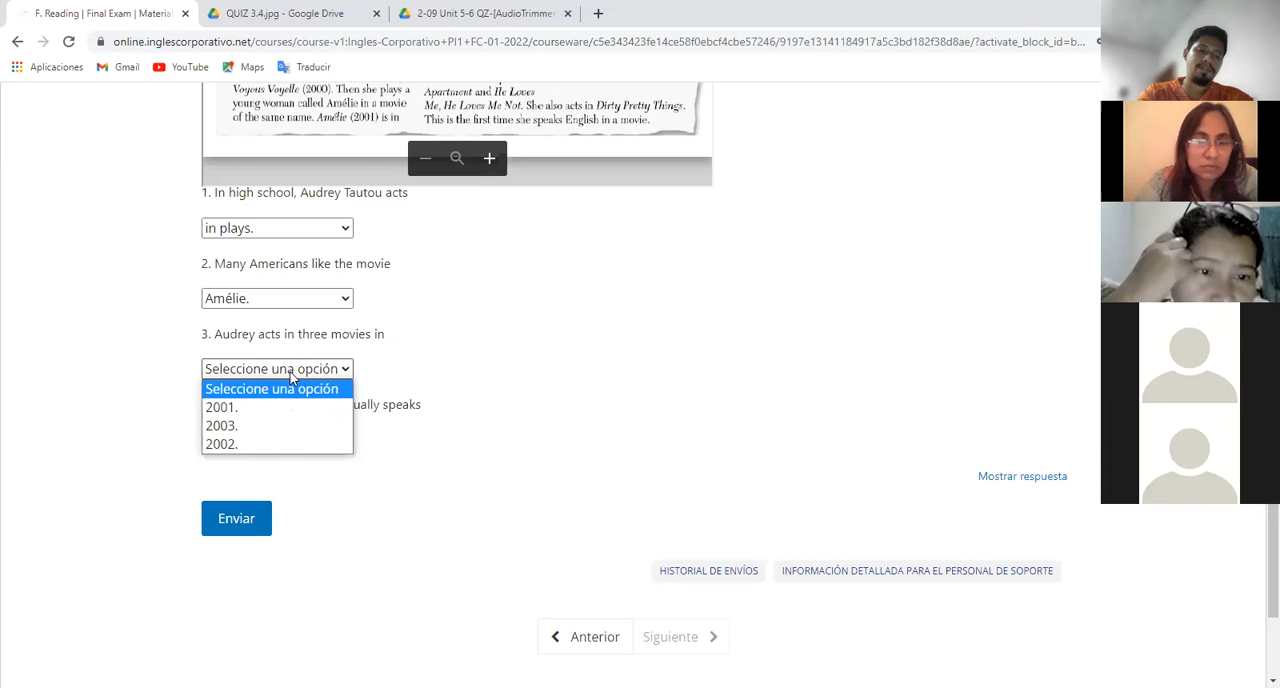 F. Reading | Final Exam | Material
QUIZ 3.4.jpg - Google Drive
2-09 Unit 5-6 QZ-[AudioTrimmer
online.inglescorporativo.net/courses/course-v1:Ingles-Corporativo+PI1+FC-01-2022/courseware/c5e343423fe14ce58f0ebcf4cbe57246/9197e13141184917a5c3bd182f38d8ae/?activate_block_id=b...
Aplicaciones
Gmail
YouTube
Maps
Traducir
Voyous Voyelle (2000). Then she plays a
young woman called Amélie in a movie
of the same name. Amélie (2001) is in
Apartment and He Loves
Me, He Loves Me Not. She also acts in Dirty Pretty Things.
This is the first time she speaks English in a movie.
1. In high school, Audrey Tautou acts
in plays.
2. Many Americans like the movie
Amélie.
3. Audrey acts in three movies in
Seleccione una opción
Seleccione una opción
2001.
2003.
2002.
ually speaks
Mostrar respuesta
Enviar
HISTORIAL DE ENVÍOS
INFORMACIÓN DETALLADA PARA EL PERSONAL DE SOPORTE
Anterior
Siguiente